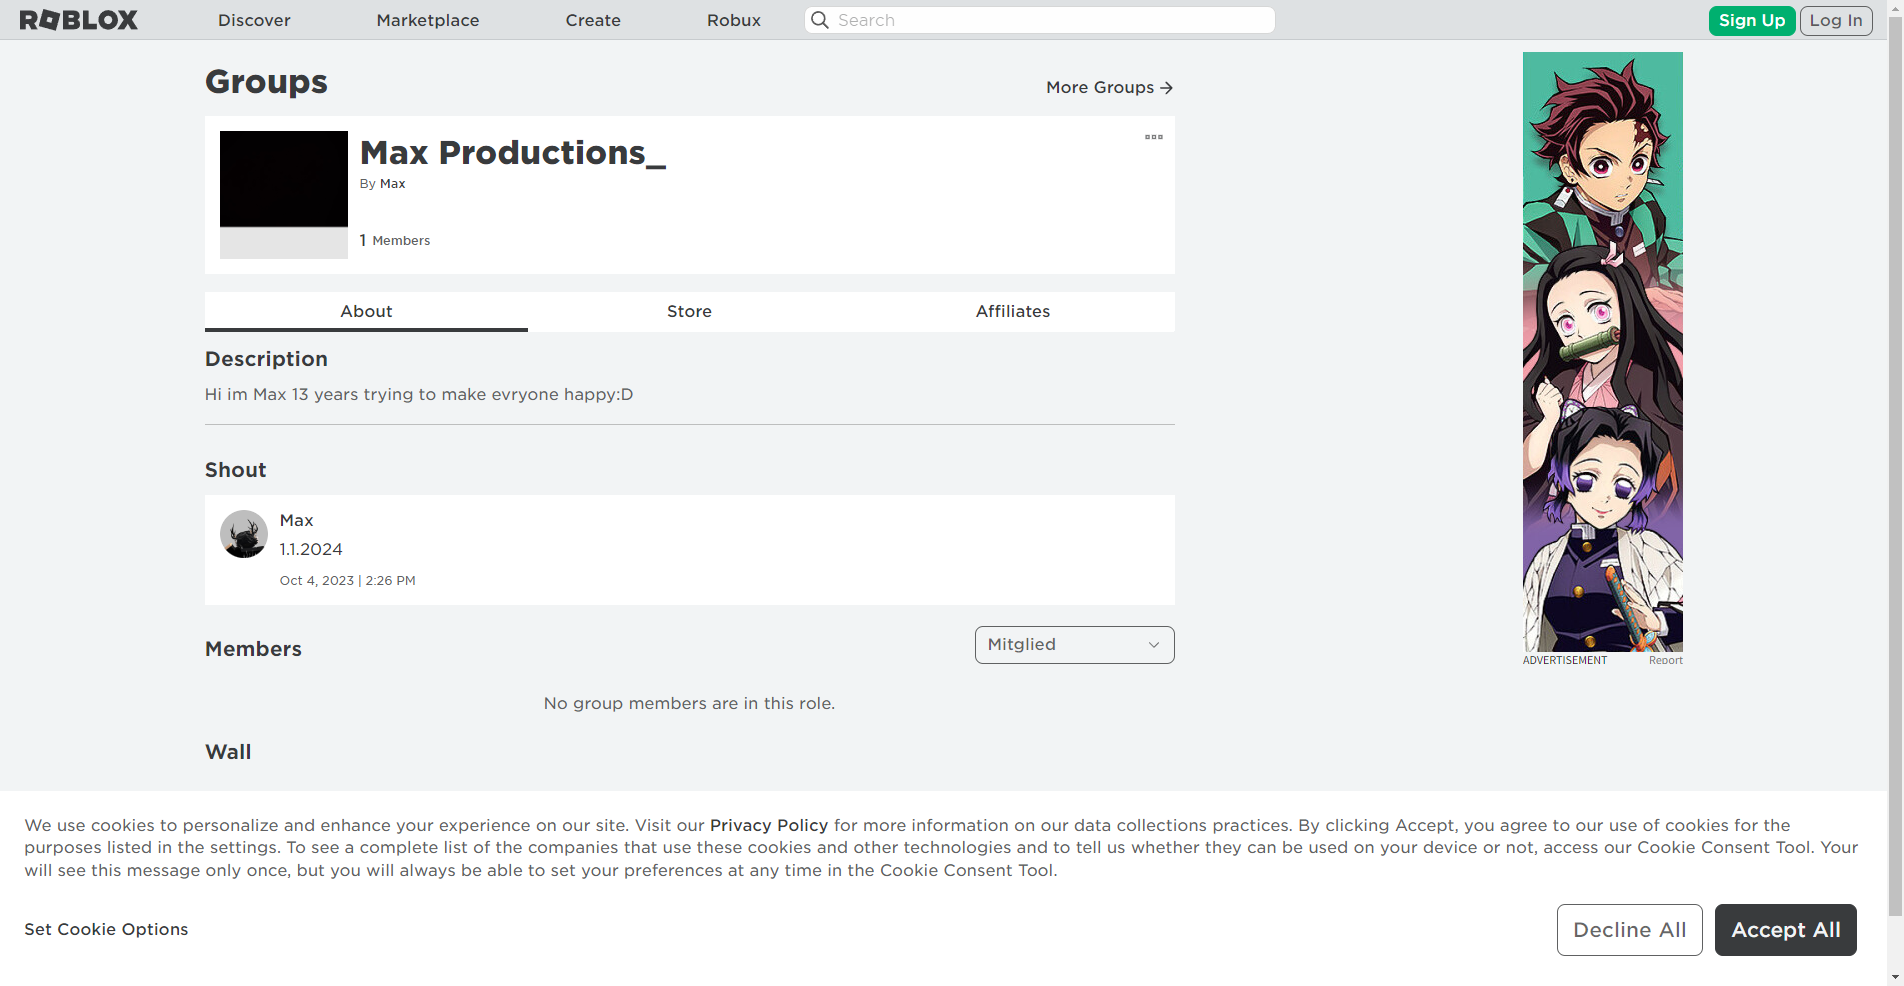 ROBLOX
Discover
Marketplace
Create
Robux
Search
Sign Up
Log In
Groups
More Groups
Max Productions_
By Max
1 Members
About
Store
Affiliates
Description
Hi im Max 13 years trying to make evryone happy:D
Shout
Max
1.1.2024
Oct 4, 2023 | 2:26 PM
Members
Mitglied
No group members are in this role.
Wall
ADVERTISEMENT
Report
We use cookies to personalize and enhance your experience on our site. Visit our Privacy Policy for more information on our data collections practices. By clicking Accept, you agree to our use of cookies for the
purposes listed in the settings. To see a complete list of the companies that use these cookies and other technologies and to tell us whether they can be used on your device or not, access our Cookie Consent Tool. Your
will see this message only once, but you will always be able to set your preferences at any time in the Cookie Consent Tool.
Set Cookie Options
Decline All
Accept All